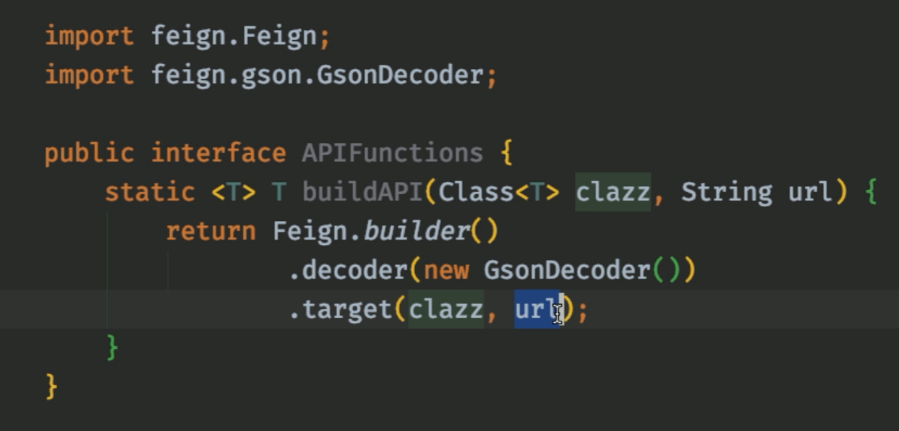 import feign.Feign;
import feign.gson.GsonDecoder;
public interface APIFunctions {
static <T> T buildAPI(Class<T> clazz, String url) {
return Feign.builder()
.decoder(new GsonDecoder())
.target(clazz, url);
}
}